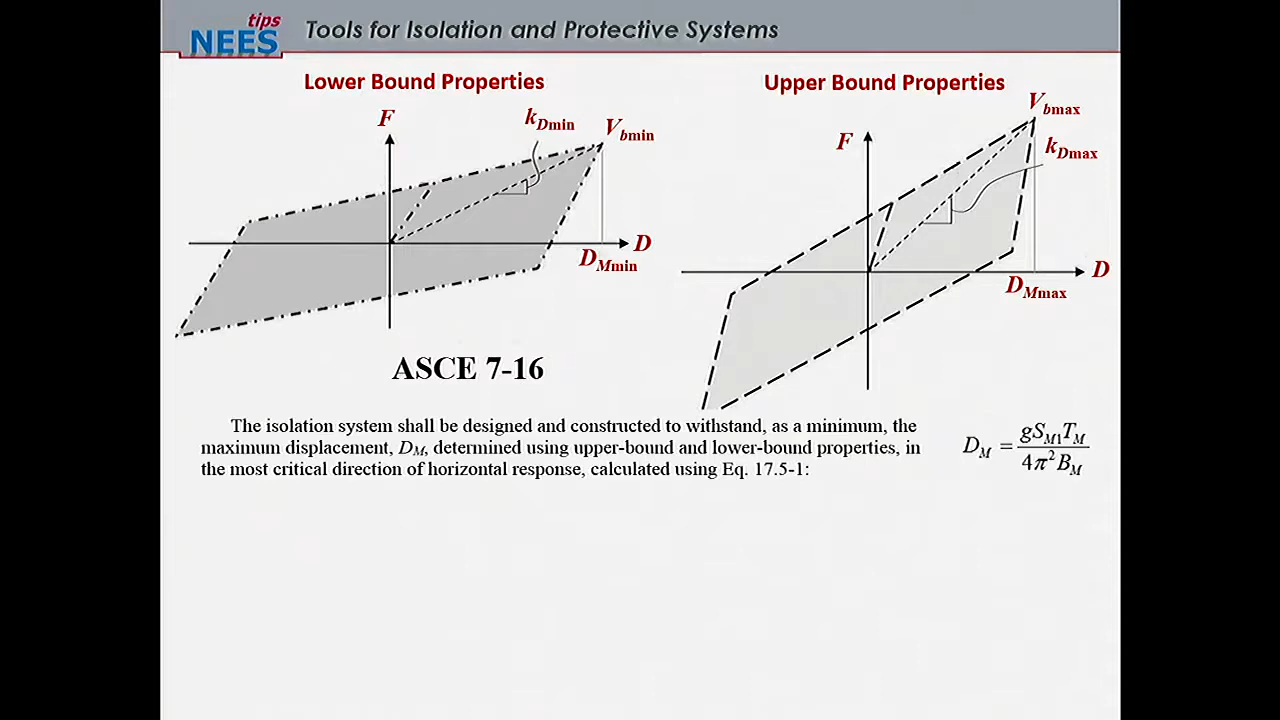 tips
NEES
Tools for Isolation and Protective Systems
Lower Bound Properties
F
kDmin
Vbmin
D
DMmin
Upper Bound Properties
Vbmax
F
kDmax
D
DMmax
ASCE 7-16
The isolation system shall be designed and constructed to withstand, as a minimum, the
maximum displacement, DM, determined using upper-bound and lower-bound properties, in
in the most critical direction of horizontal response, calculated using Eq. 17.5-1:
DM = gSM1TM / 4π²BM